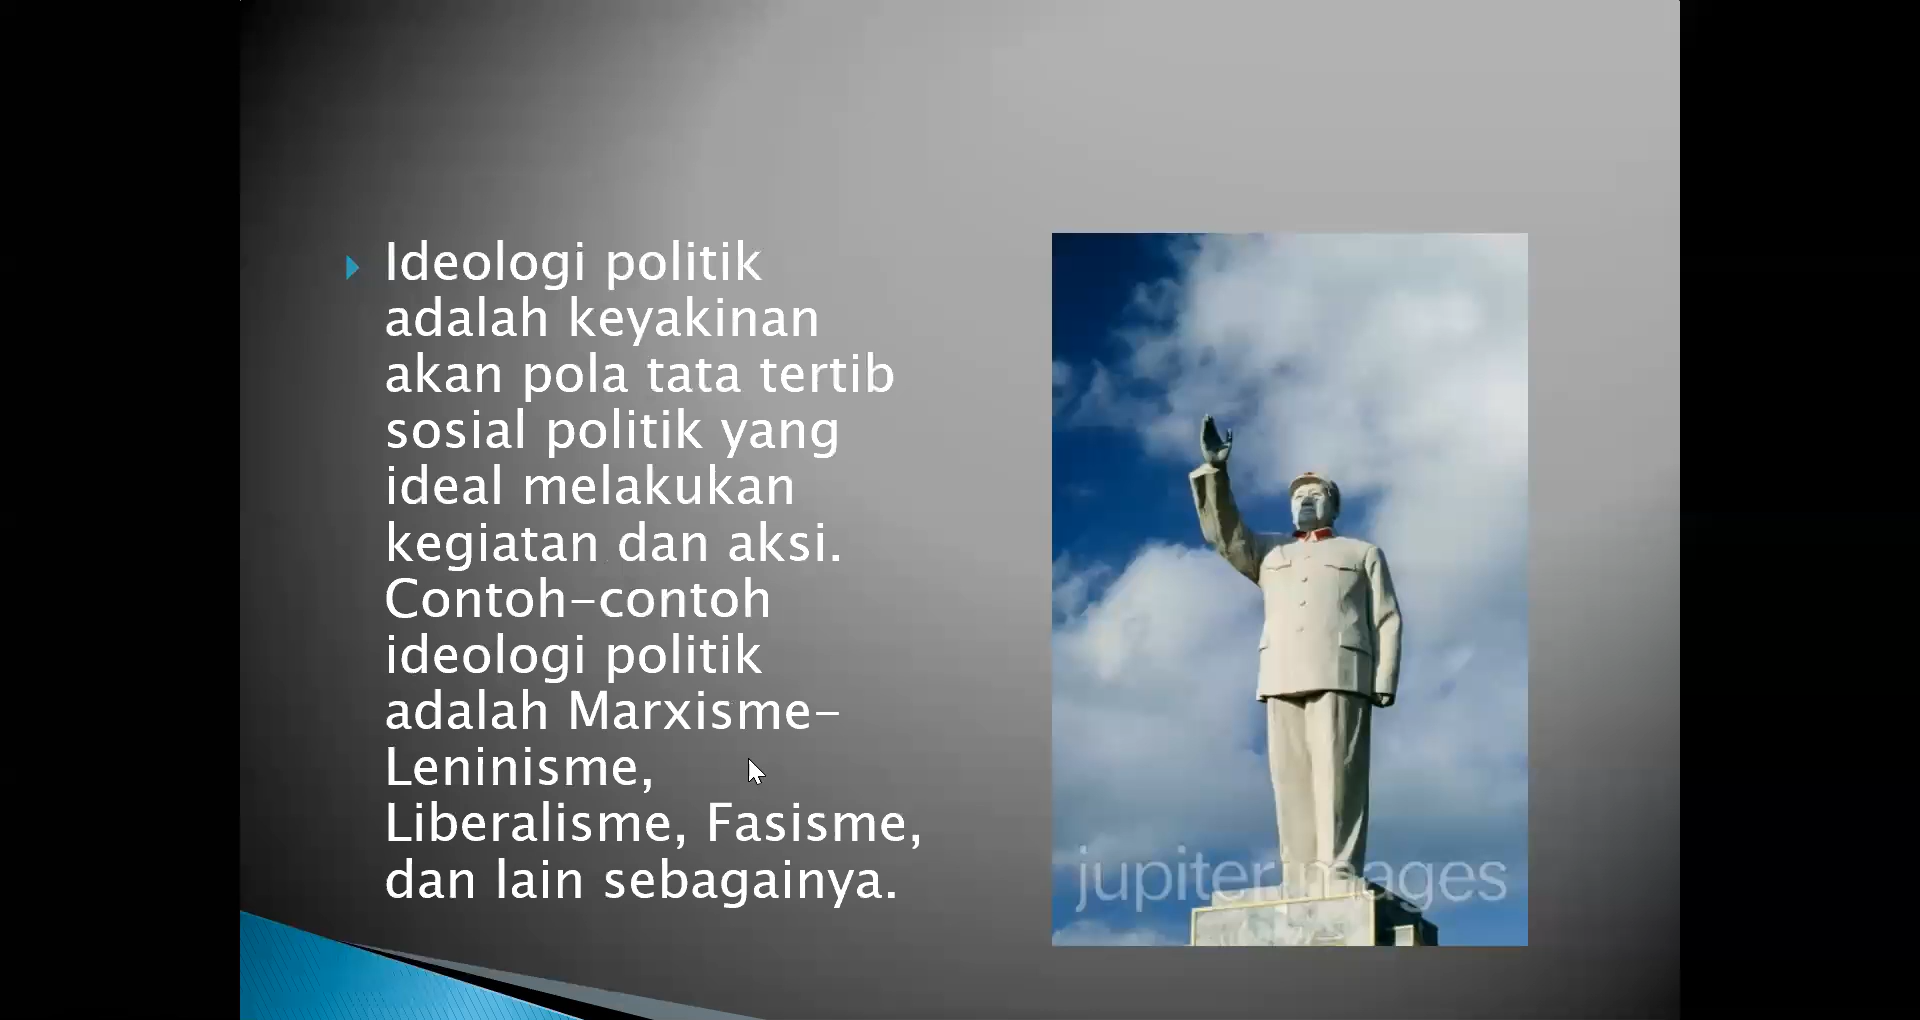 Ideologi politik
adalah keyakinan
akan pola tata tertib
sosial politik yang
ideal melakukan
kegiatan dan aksi.
Contoh-contoh
ideologi politik
adalah Marxisme-
Leninisme,
Liberalisme, Fasisme,
dan lain sebagainya.
jupiterimages